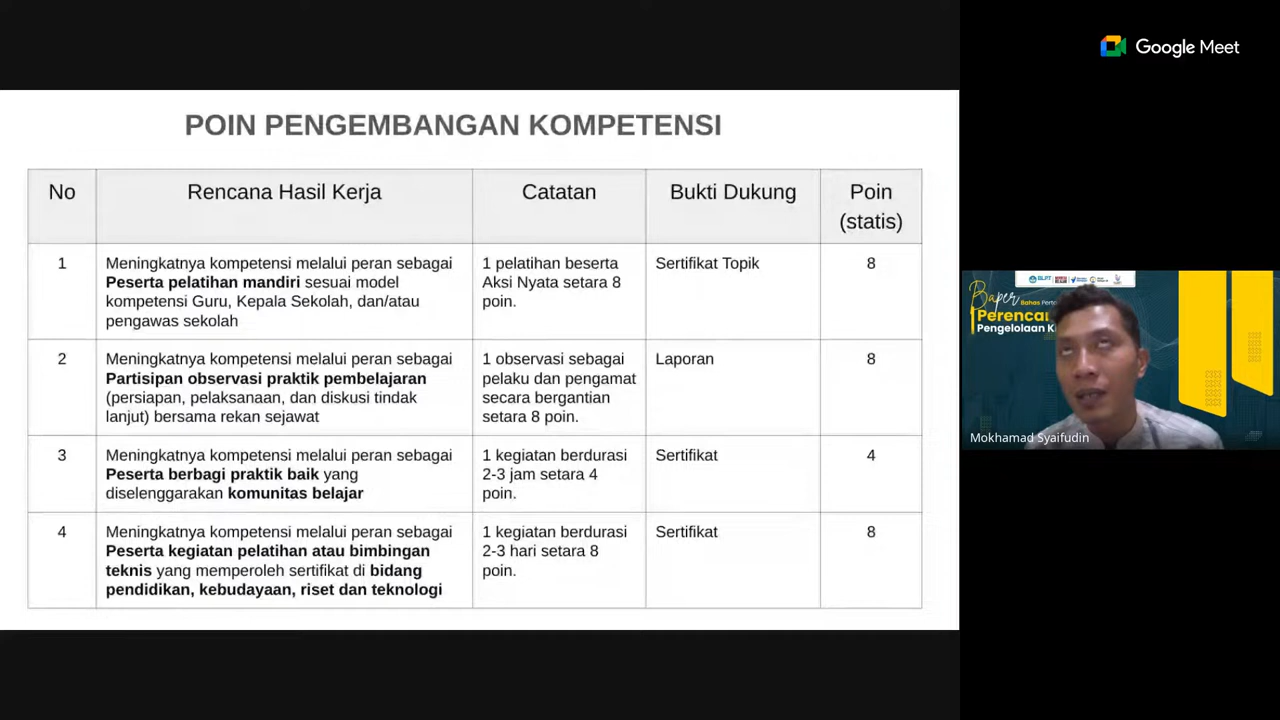 Google Meet
POIN PENGEMBANGAN KOMPETENSI
No
Rencana Hasil Kerja
Catatan
Bukti Dukung
Poin
(statis)
1
Meningkatnya kompetensi melalui peran sebagai
Peserta pelatihan mandiri sesuai model
kompetensi Guru, Kepala Sekolah, dan/atau
pengawas sekolah
1 pelatihan beserta
Aksi Nyata setara 8
poin.
Sertifikat Topik
8
2
Meningkatnya kompetensi melalui peran sebagai
Partisipan observasi praktik pembelajaran
(persiapan, pelaksanaan, dan diskusi tindak
lanjut) bersama rekan sejawat
1 observasi sebagai
pelaku dan pengamat
secara bergantian
setara 8 poin.
Laporan
8
3
Meningkatnya kompetensi melalui peran sebagai
Peserta berbagi praktik baik yang
diselenggarakan komunitas belajar
1 kegiatan berdurasi
2-3 jam setara 4
poin.
Sertifikat
4
4
Meningkatnya kompetensi melalui peran sebagai
Peserta kegiatan pelatihan atau bimbingan
teknis yang memperoleh sertifikat di bidang
pendidikan, kebudayaan, riset dan teknologi
1 kegiatan berdurasi
2-3 hari setara 8
poin.
Sertifikat
8
BLPT
Baper
Bahas
Perencan
Pengelolaan
Mokhamad Syaifudin